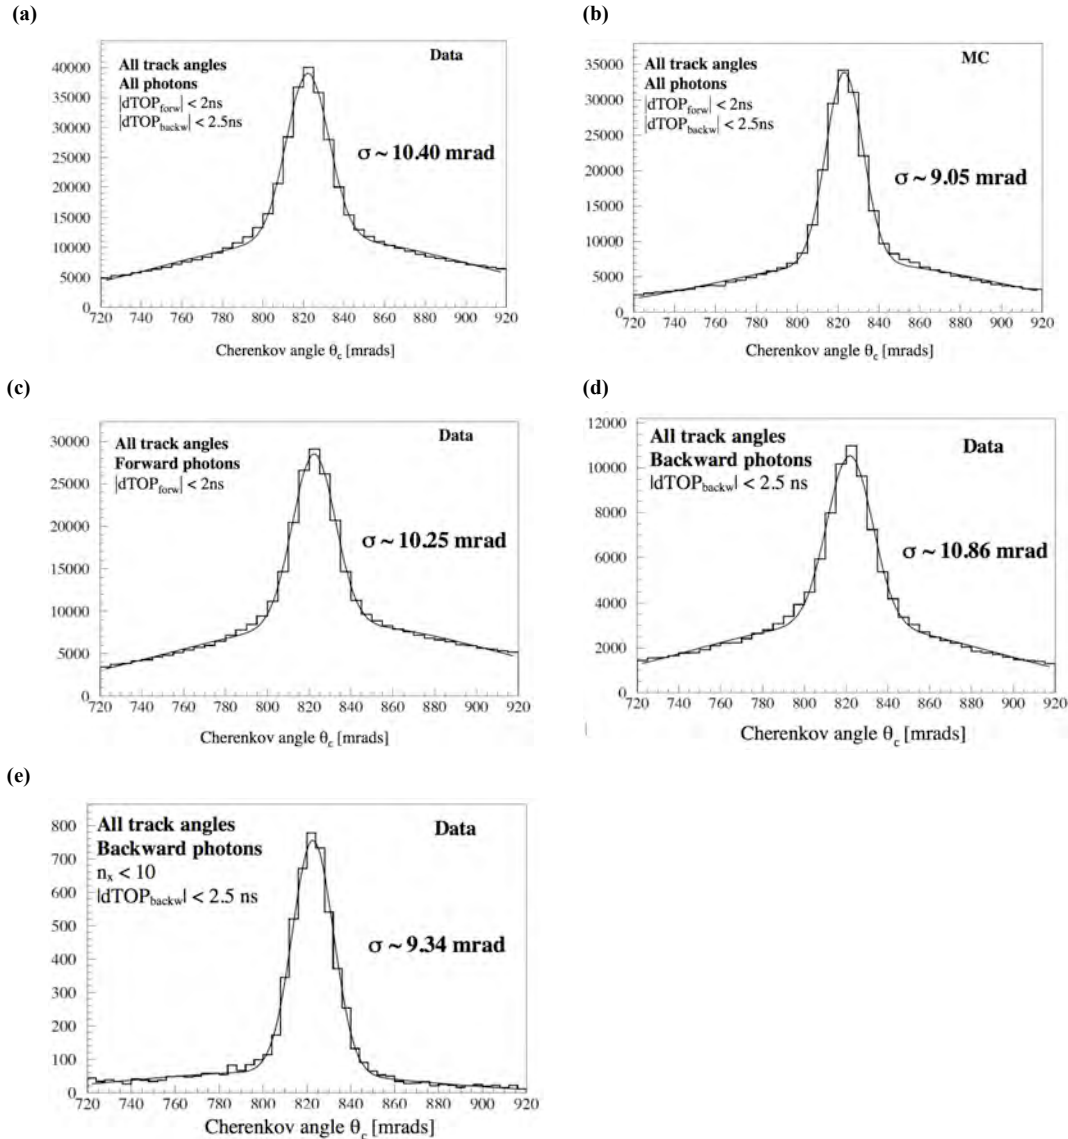 (a)
Data
All track angles
All photons
|dTOP_forw| < 2ns
|dTOP_backw| < 2.5ns
σ ~ 10.40 mrad
40000
35000
30000
25000
20000
15000
10000
5000
0
720 740 760 780 800 820 840 860 880 900 920
Cherenkov angle θ_c [mrads]
(b)
MC
All track angles
All photons
|dTOP_forw| < 2ns
|dTOP_backw| < 2.5ns
σ ~ 9.05 mrad
35000
30000
25000
20000
15000
10000
5000
0
720 740 760 780 800 820 840 860 880 900 920
Cherenkov angle θ_c [mrads]
(c)
Data
All track angles
Forward photons
|dTOP_forw| < 2ns
σ ~ 10.25 mrad
30000
25000
20000
15000
10000
5000
0
720 740 760 780 800 820 840 860 880 900 920
Cherenkov angle θ_c [mrads]
(d)
All track angles
Data
Backward photons
|dTOP_backw| < 2.5 ns
σ ~ 10.86 mrad
12000
10000
8000
6000
4000
2000
0
720 740 760 780 800 820 840 860 880 900 920
Cherenkov angle θ_c [mrads]
(e)
All track angles
Data
Backward photons
n_x < 10
|dTOP_backw| < 2.5 ns
σ ~ 9.34 mrad
800
700
600
500
400
300
200
100
0
720 740 760 780 800 820 840 860 880 900 920
Cherenkov angle θ_c [mrads]